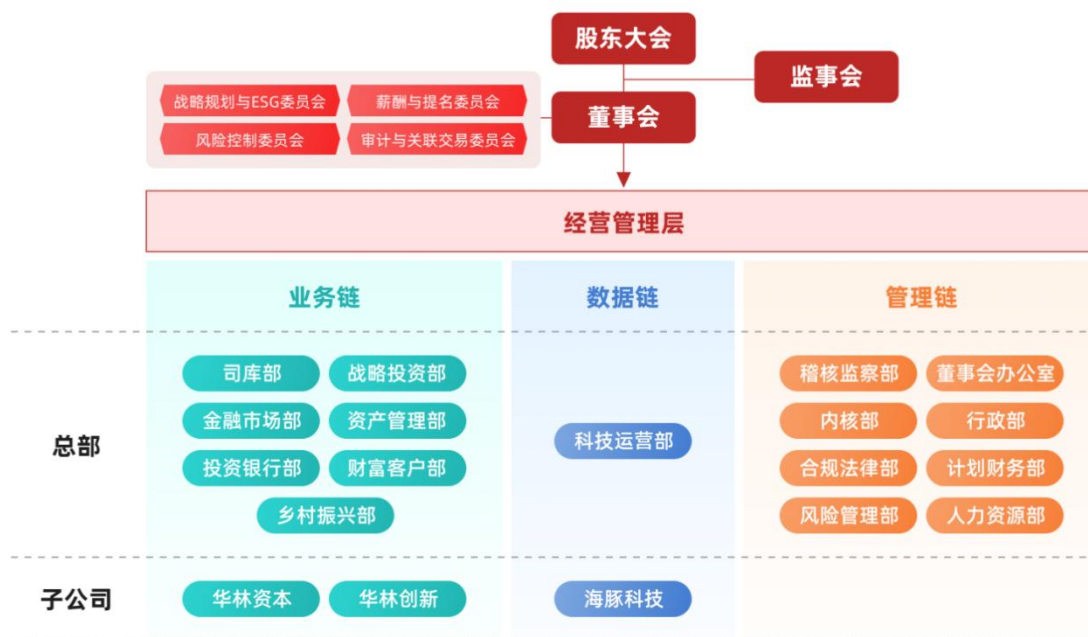 股东大会
监事会
战略规划与ESG委员会 薪酬与提名委员会
董事会
风险控制委员会 审计与关联交易委员会
经营管理层
业务链 数据链 管理链
总部
司库部 战略投资部
金融市场部 资产管理部
投资银行部 财富客户部
乡村振兴部
科技运营部
稽核监察部 董事会办公室
内核部 行政部
合规法律部 计划财务部
风险管理部 人力资源部
子公司
华林资本 华林创新
海豚科技